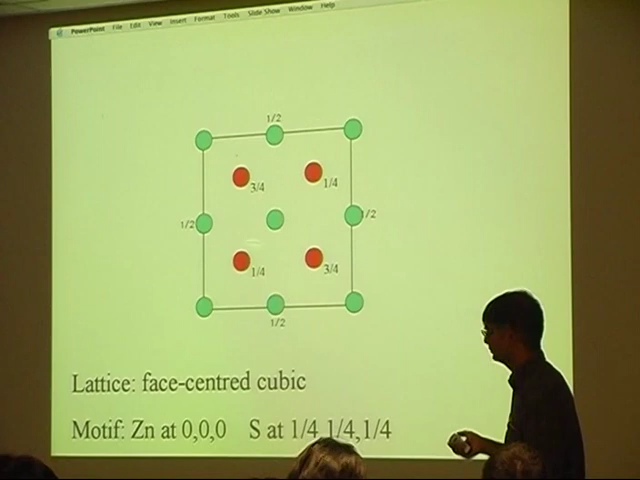 PowerPoint File Edit View Insert Format Tools Slide Show Window Help
1/2
3/4 1/4
1/2 1/2
1/4 3/4
1/2
Lattice: face-centred cubic
Motif: Zn at 0,0,0 S at 1/4,1/4,1/4